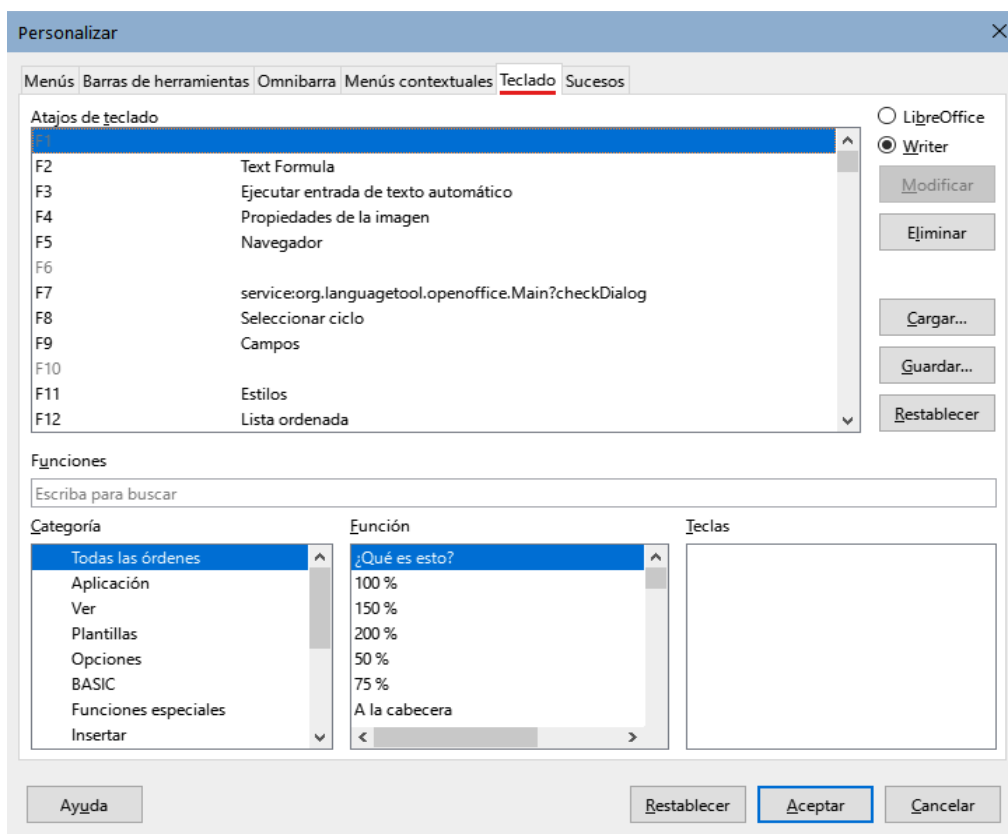 Personalizar
Menús Barras de herramientas Omnibarra Menús contextuales Teclado Sucesos
Atajos de teclado
F1
F2 Text Formula
F3 Ejecutar entrada de texto automático
F4 Propiedades de la imagen
F5 Navegador
F6
F7 service:org.languagetool.openoffice.Main?checkDialog
F8 Seleccionar ciclo
F9 Campos
F10
F11 Estilos
F12 Lista ordenada
LibreOffice
Writer
Modificar
Eliminar
Cargar...
Guardar...
Restablecer
Funciones
Escriba para buscar
Categoría
Todas las órdenes
Aplicación
Ver
Plantillas
Opciones
BASIC
Funciones especiales
Insertar
Función
¿Qué es esto?
100 %
150 %
200 %
50 %
75 %
A la cabecera
Teclas
Ayuda
Restablecer
Aceptar
Cancelar